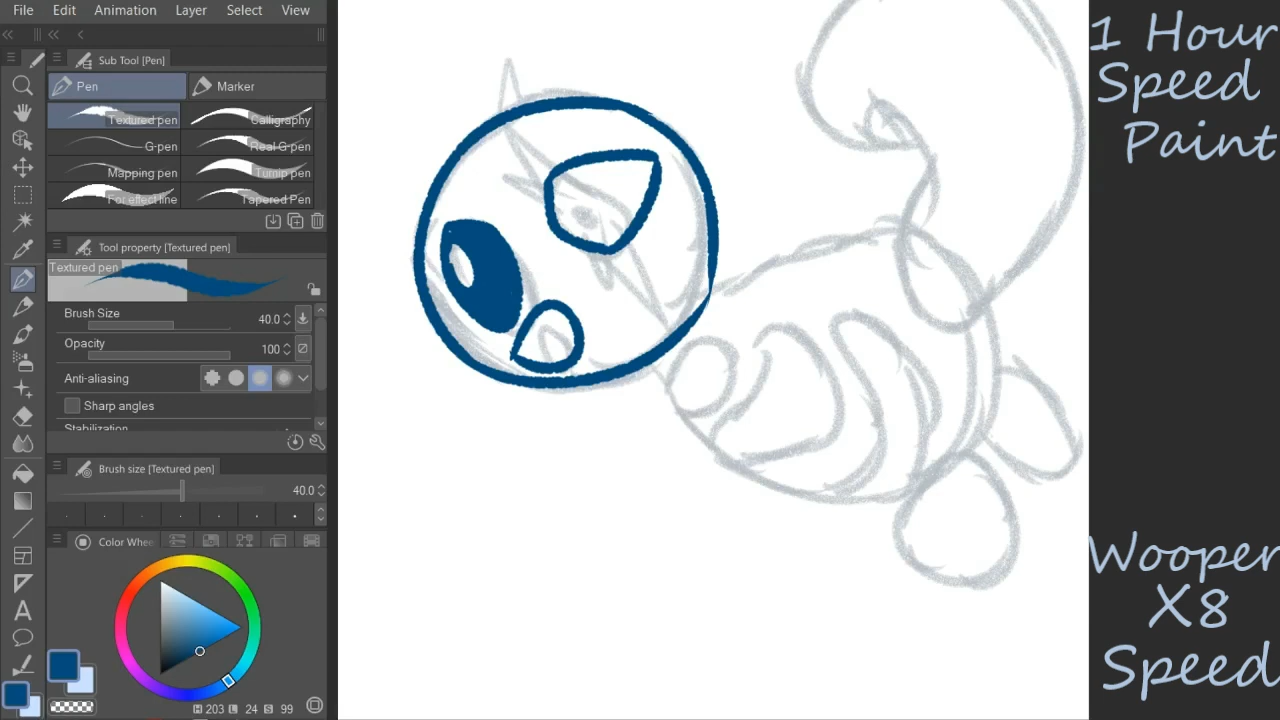 File Edit Animation Layer Select View
Sub Tool [Pen]
Pen Marker
Textured pen Calligraphy
G-pen Real G-pen
Mapping pen Turnip pen
For effect line Tapered Pen
Tool property [Textured pen]
Textured pen
Brush Size 40.0
Opacity 100
Anti-aliasing
Sharp angles
Stabilization
Brush size [Textured pen]
40.0
Color Whee
H 203 L 24 S 99
1 Hour
Speed
Paint
Wooper
X8
Speed